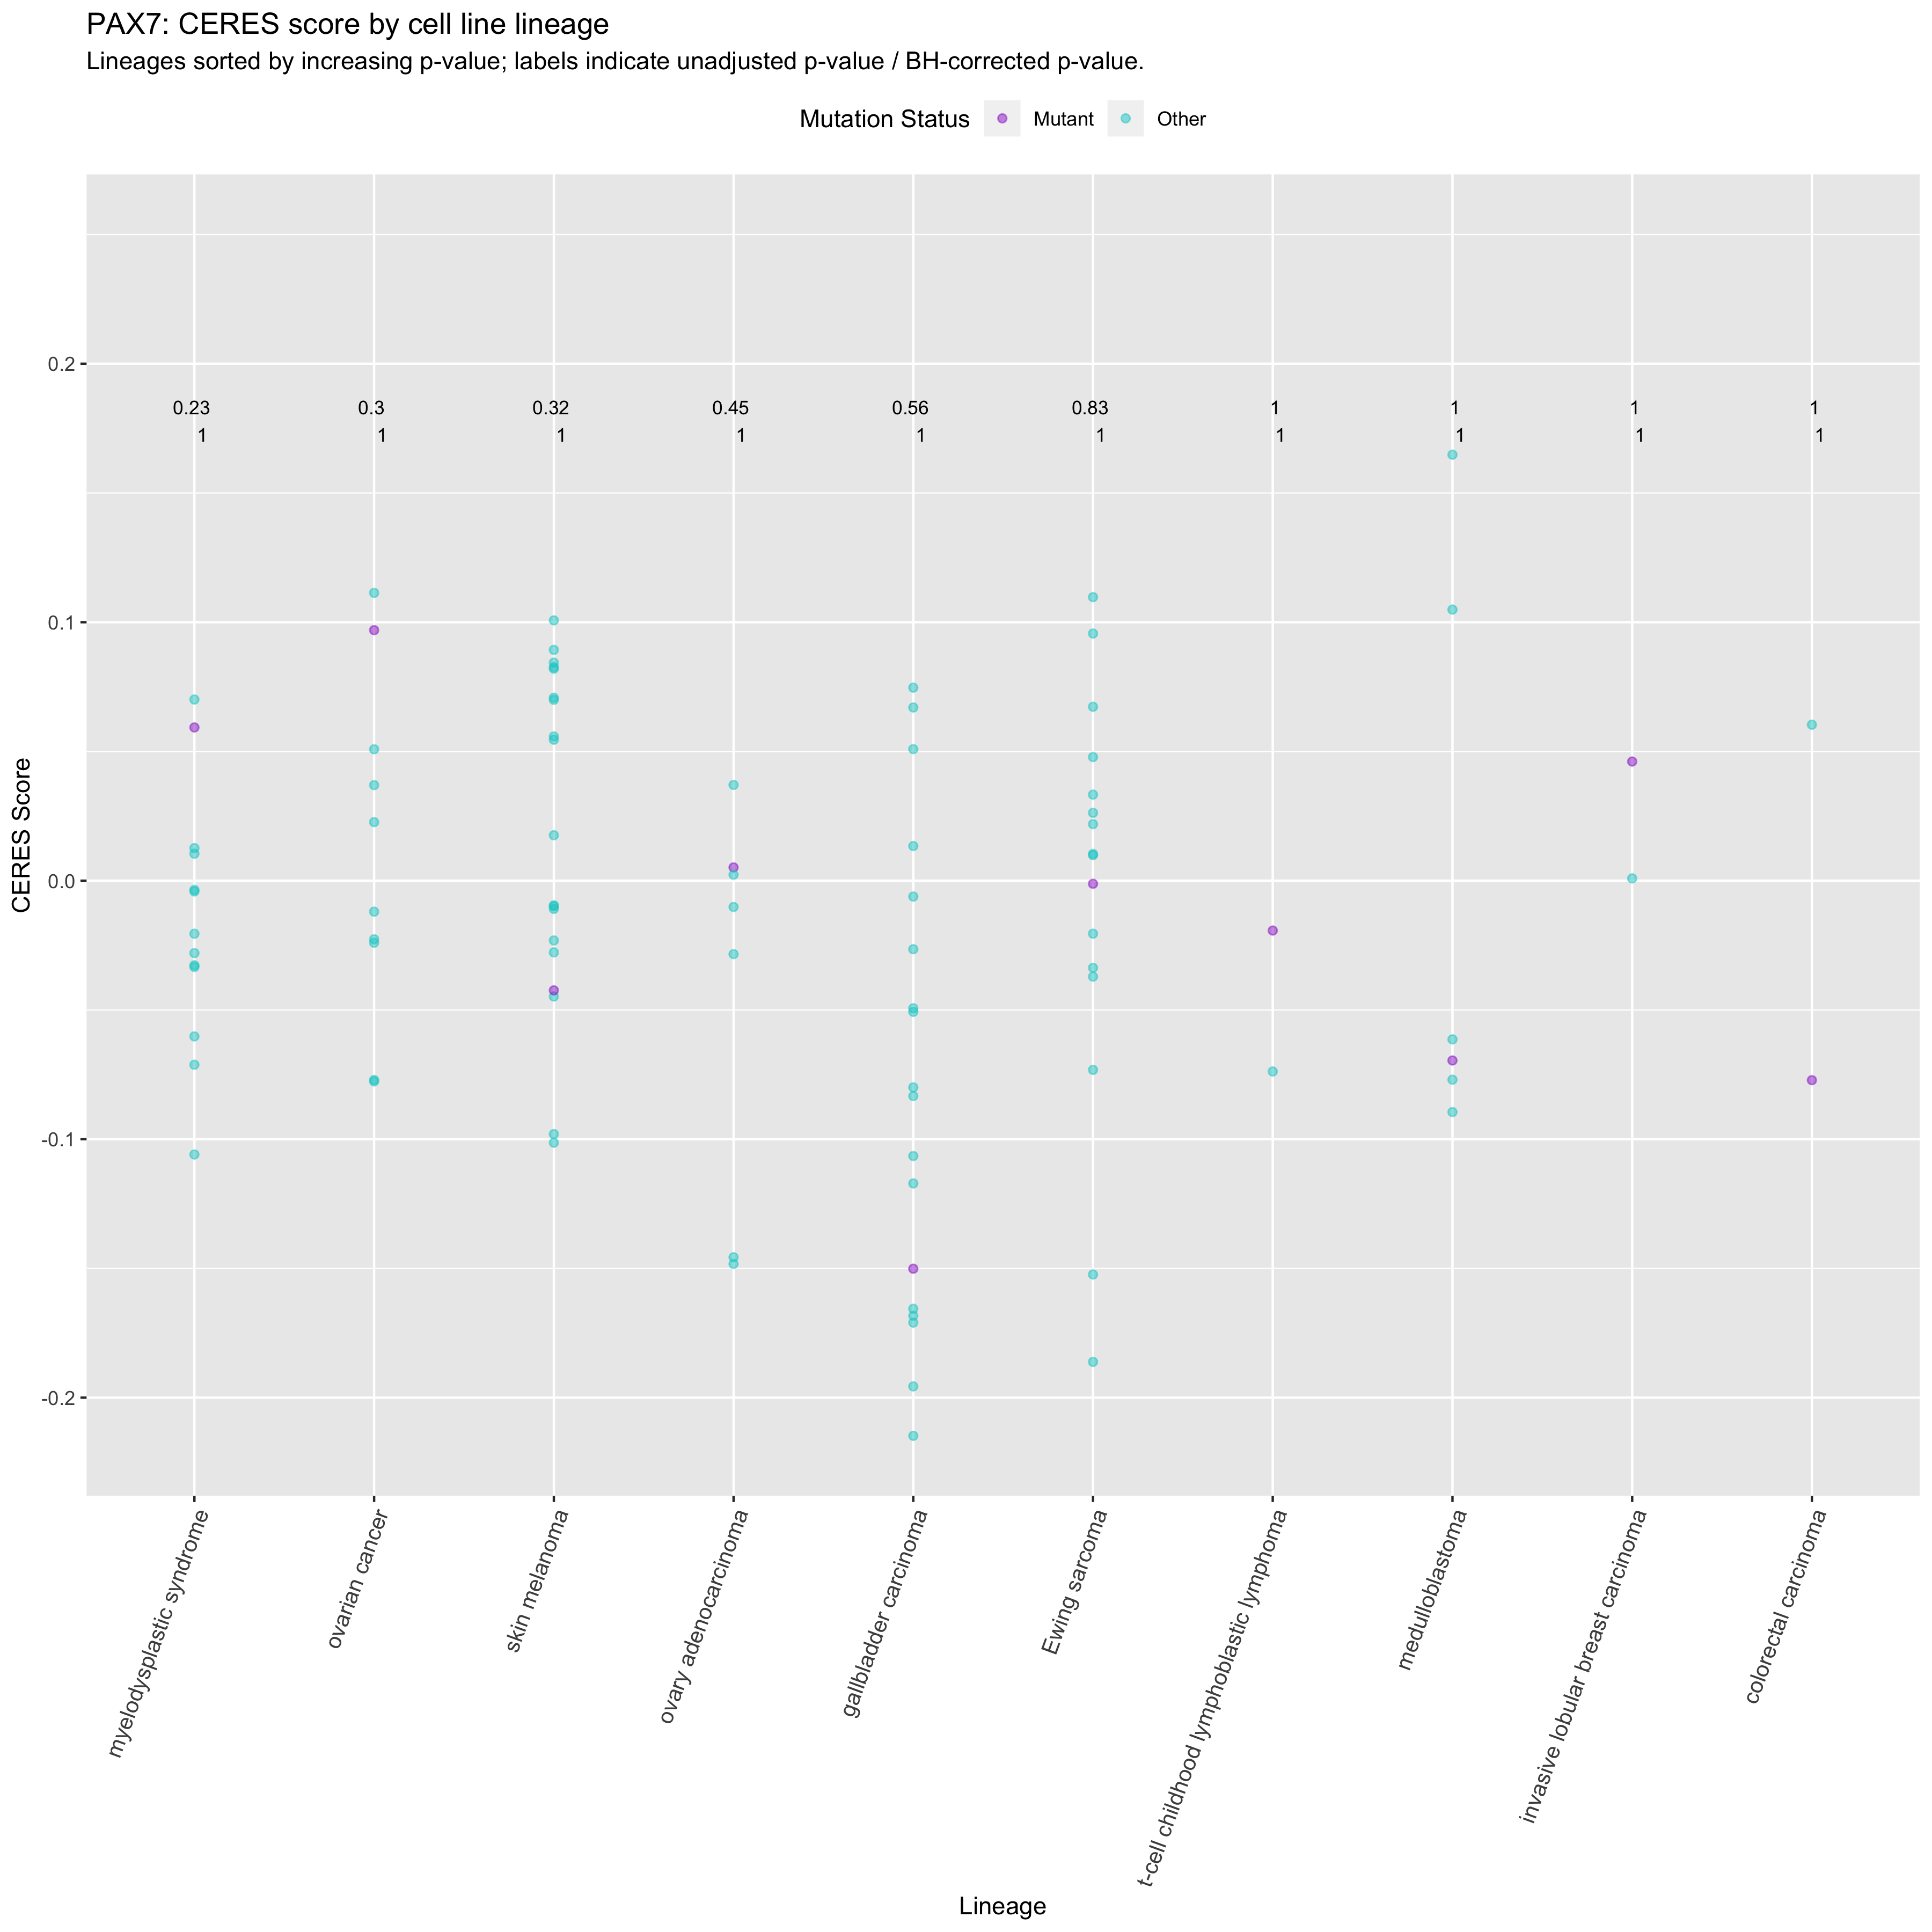 PAX7: CERES score by cell line lineage
Lineages sorted by increasing p-value; labels indicate unadjusted p-value / BH-corrected p-value.
Mutation Status Mutant Other
0.2
0.23 0.3 0.32 0.45 0.56 0.83 1 1 1 1
1 1 1 1 1 1 1 1 1 1
0.1
0.0
-0.1
-0.2
CERES Score
myelodysplastic syndrome
ovarian cancer
skin melanoma
ovary adenocarcinoma
gallbladder carcinoma
Ewing sarcoma
t-cell childhood lymphoblastic lymphoma
medulloblastoma
invasive lobular breast carcinoma
colorectal carcinoma
Lineage